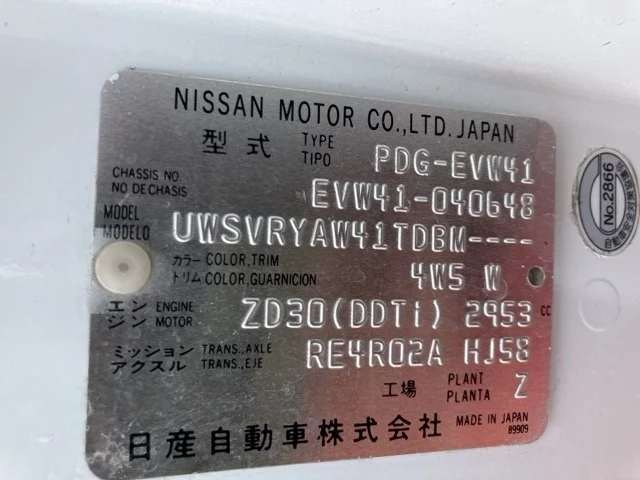 NISSAN MOTOR CO.,LTD. JAPAN
型式 TYPE TIPO PDG-EVW41
CHASSIS NO. NO DE CHASIS EVW41-040648
MODEL MODELO UWSVRYAW41TDBM----
カラー トリム COLOR,TRIM COLOR,GUARNICION 4W5 W
エンジン ENGINE MOTOR ZD30(DDTi) 2953 cc
ミッション アクスル TRANS.,AXLE TRANS.,EJE RE4R02A HJ58
工場 PLANT PLANTA Z
日産自動車株式会社 MADE IN JAPAN
89909
No.2866